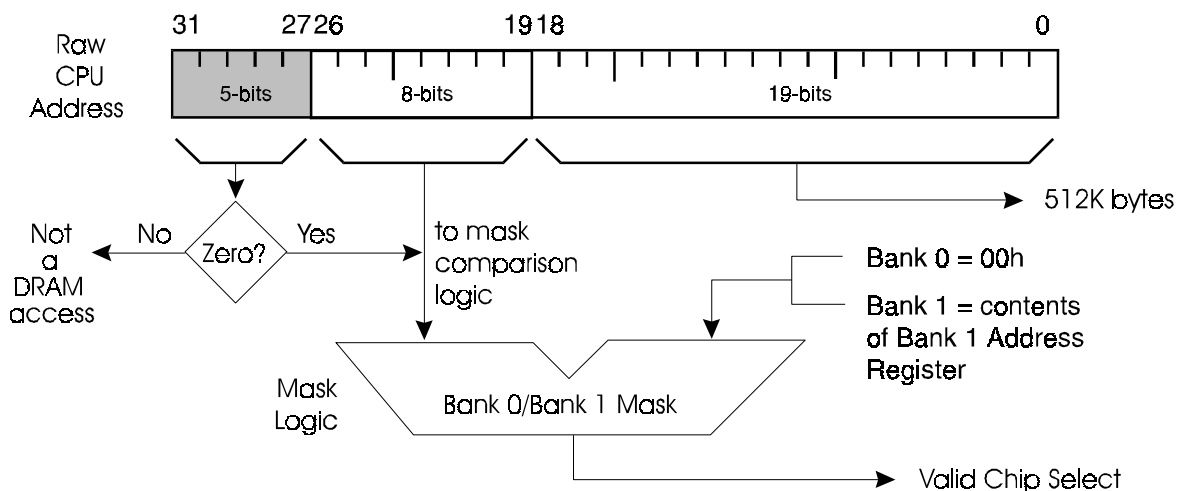 31 27 26 19 18 0
Raw
CPU
Address
5-bits 8-bits 19-bits
512K bytes
Not
a
DRAM
access
No
Zero?
Yes
to mask
comparison
logic
Bank 0 = 00h
Bank 1 = contents
of Bank 1 Address
Register
Mask
Logic
Bank 0/Bank 1 Mask
Valid Chip Select